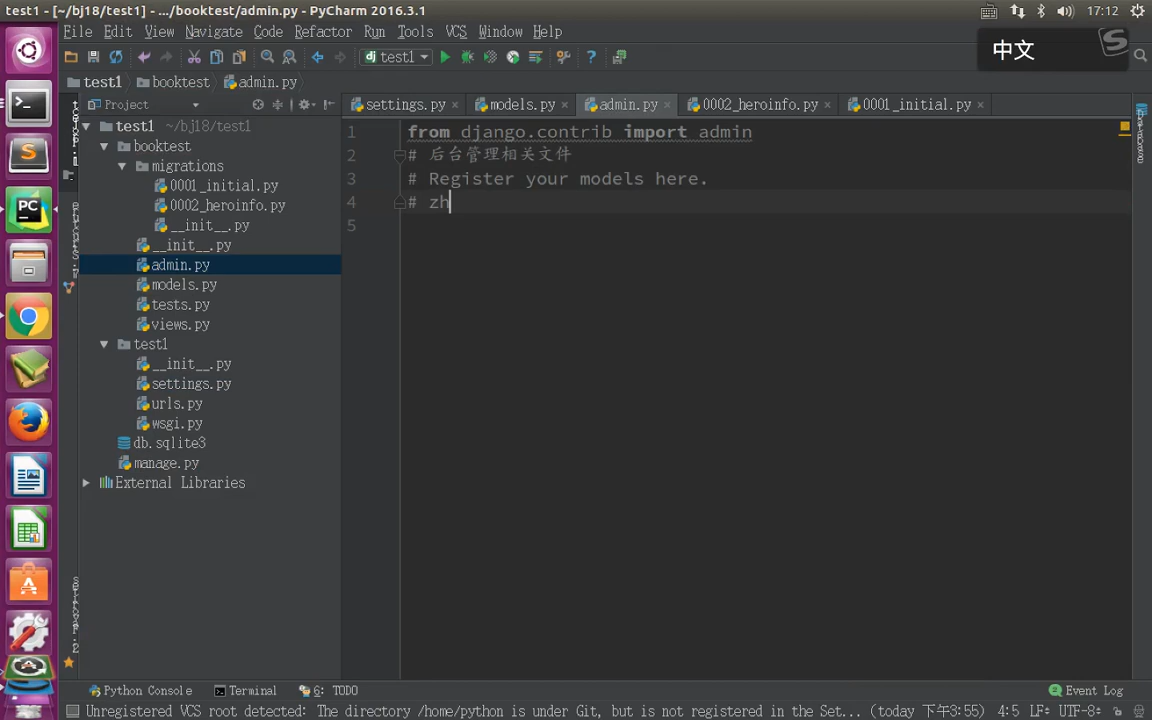 test1 - [~/bj18/test1] - .../booktest/admin.py - PyCharm 2016.3.1
17:12
File Edit View Navigate Code Refactor Run Tools VCS Window Help
中文
dj test1
test1 booktest admin.py
Project
settings.py × models.py × admin.py × 0002_heroinfo.py × 0001_initial.py ×
test1 ~/bj18/test1
booktest
migrations
0001_initial.py
0002_heroinfo.py
__init__.py
__init__.py
admin.py
models.py
tests.py
views.py
test1
__init__.py
settings.py
urls.py
wsgi.py
db.sqlite3
manage.py
External Libraries
1 from django.contrib import admin
2 # 后台管理相关文件
3 # Register your models here.
4 # zh
5
Python Console Terminal 6: TODO Event Log
Unregistered VCS root detected: The directory /home/python is under Git, but is not registered in the Set... (today 下午3:55) 4:5 LF÷ UTF-8÷